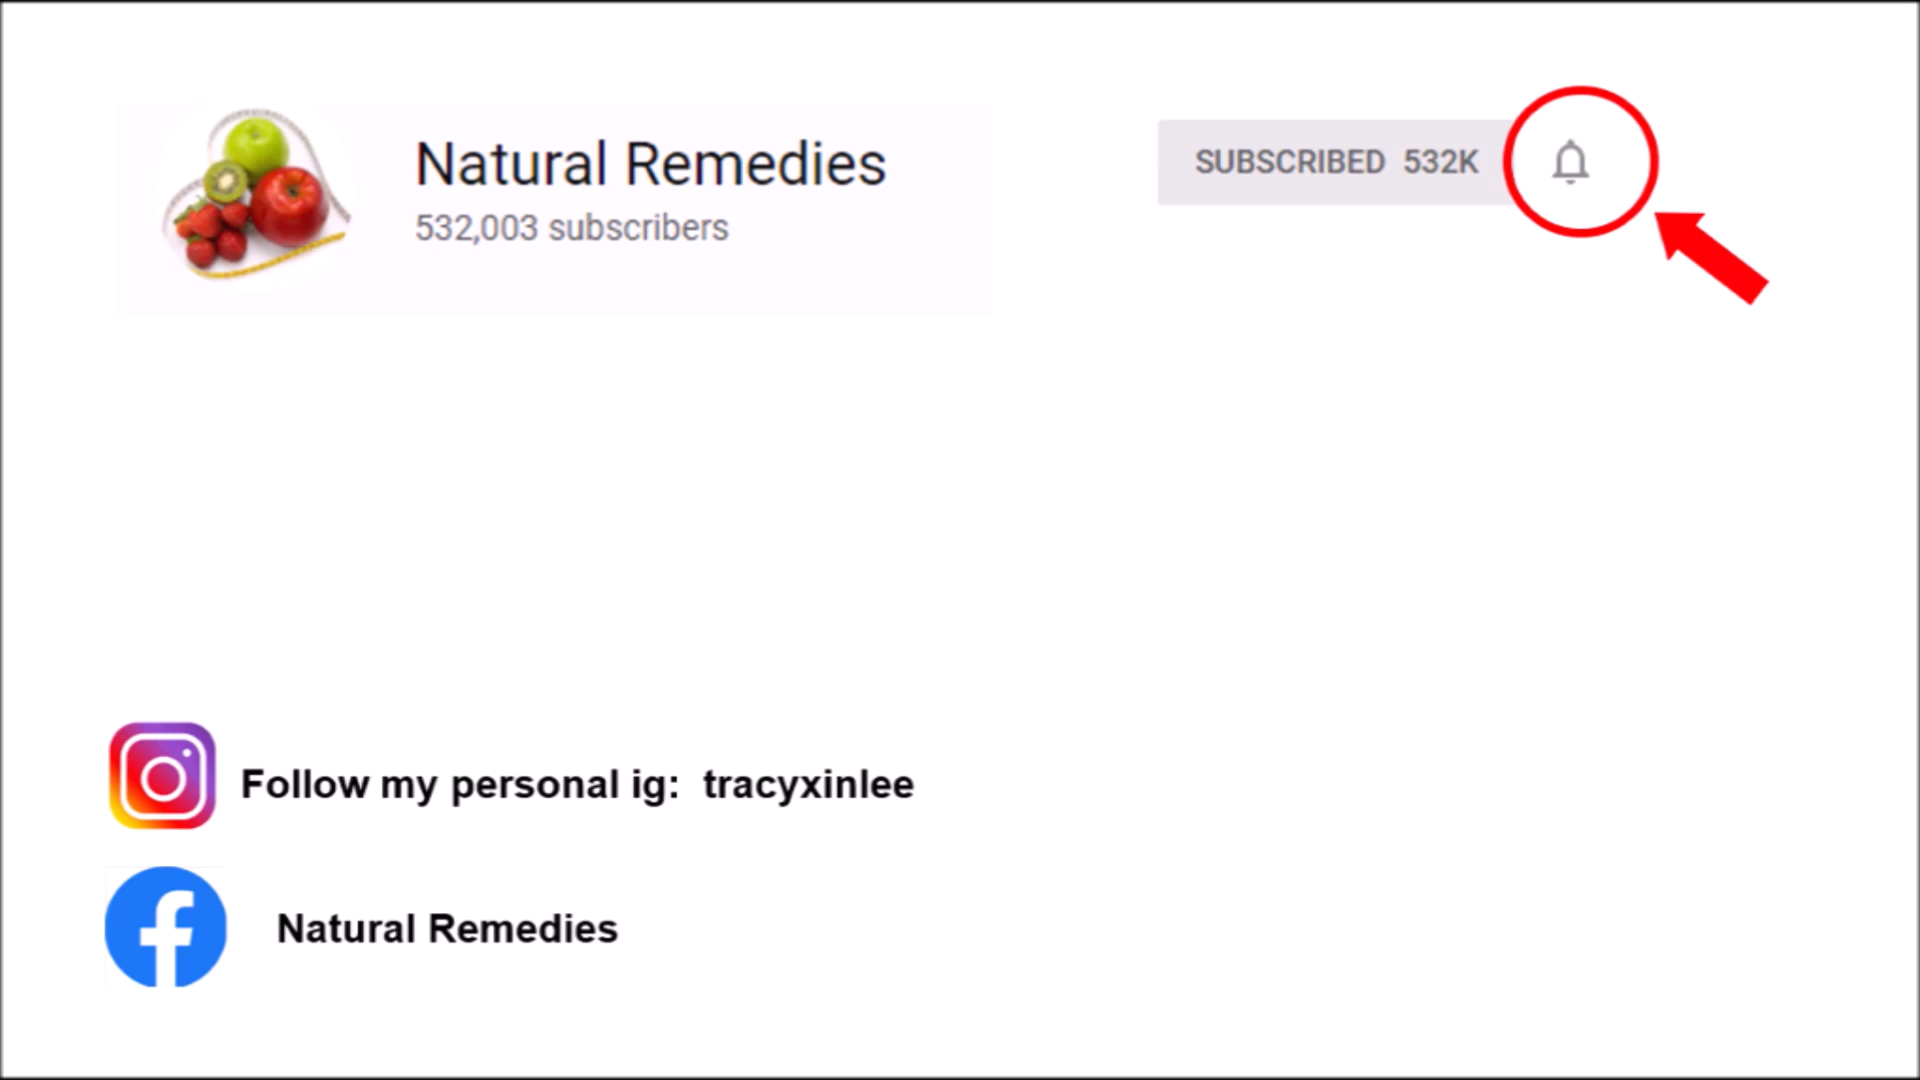 Natural Remedies
532,003 subscribers
SUBSCRIBED 532K
Follow my personal ig: tracyxinlee
Natural Remedies